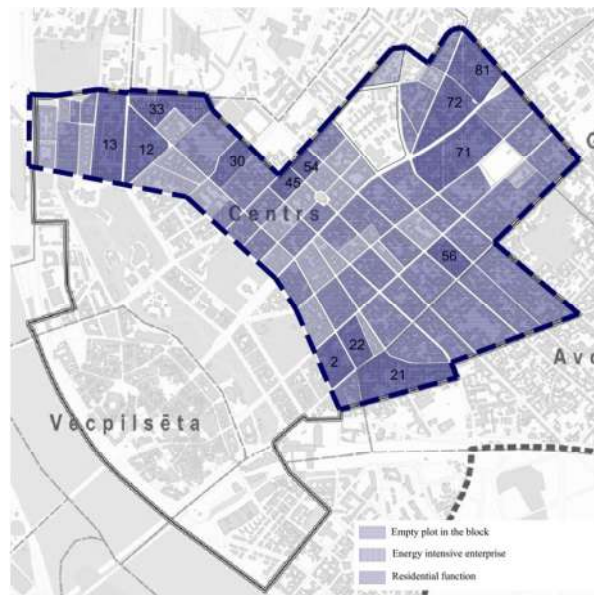 81
33
72
13
12
71
30
54
45
Centrs
56
22
2
21
Avo
Vecpilsēta
Empty plot in the block
Energy intensive enterprise
Residential function